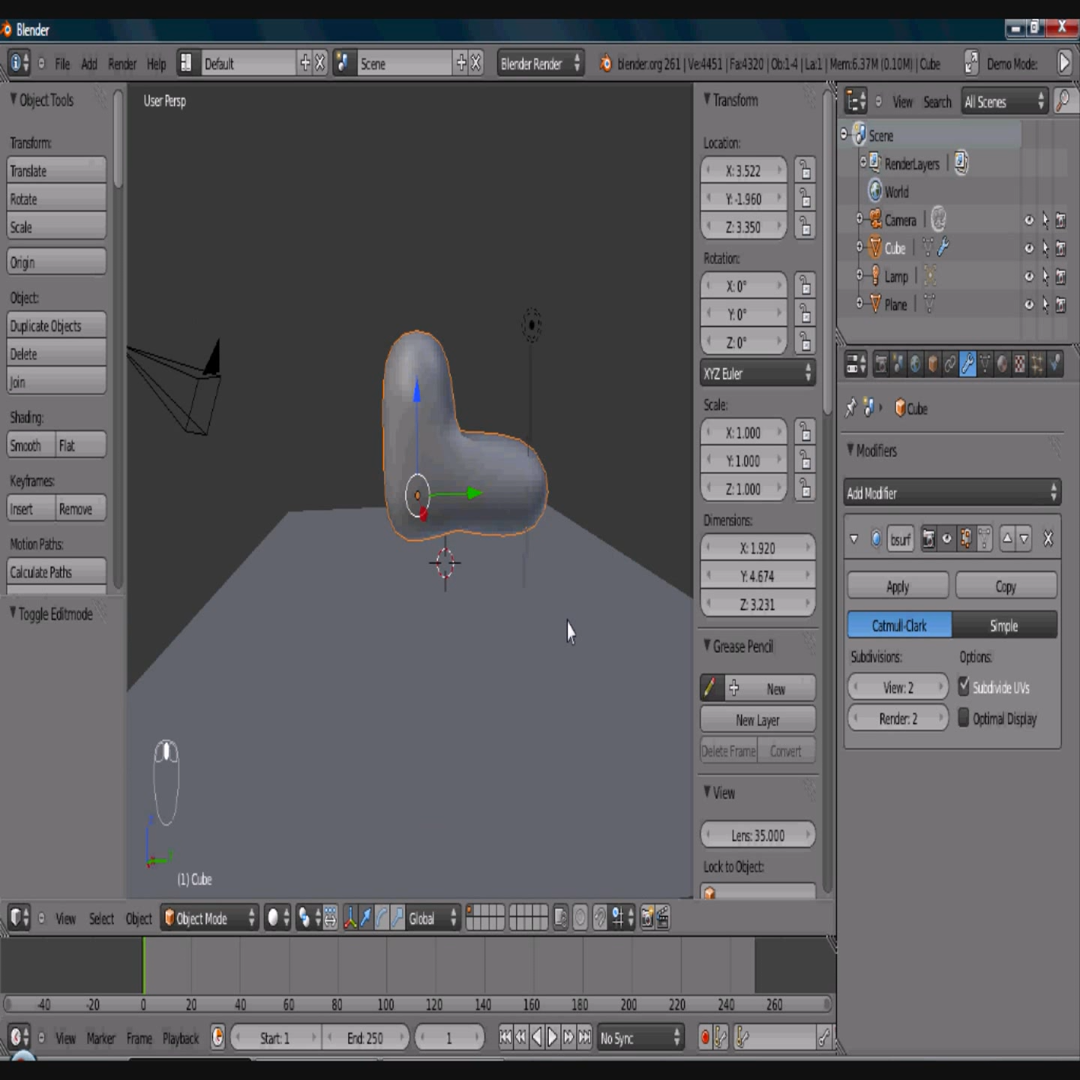 Blender
File Add Render Help Default Scene Blender Render blender.org 261 | Ve:4451 | Fa:4320 | Ob:1-4 | La:1 | Mem:6.37M (0.10M) | Cube Demo Mode:
Object Tools
Transform:
Translate
Rotate
Scale
Origin
Object:
Duplicate Objects
Delete
Join
Shading:
Smooth Flat
Keyframes:
Insert Remove
Motion Paths:
Calculate Paths
Toggle Editmode
User Persp
(1) Cube
Transform
Location:
X: 3.522
Y: -1.960
Z: 3.350
Rotation:
X: 0°
Y: 0°
Z: 0°
XYZ Euler
Scale:
X: 1.000
Y: 1.000
Z: 1.000
Dimensions:
X: 1.920
Y: 4.674
Z: 3.231
Grease Pencil
New
New Layer
Delete Frame Convert
View
Lens: 35.000
Lock to Object:
View Search All Scenes
Scene
RenderLayers
World
Camera
Cube
Lamp
Plane
Cube
Modifiers
Add Modifier
bsurf
Apply Copy
Catmull-Clark Simple
Subdivisions: Options:
View: 2 Subdivide UVs
Render: 2 Optimal Display
View Select Object Object Mode Global
-40 -20 0 20 40 60 80 100 120 140 160 180 200 220 240 260
View Marker Frame Playback Start: 1 End: 250 1 No Sync